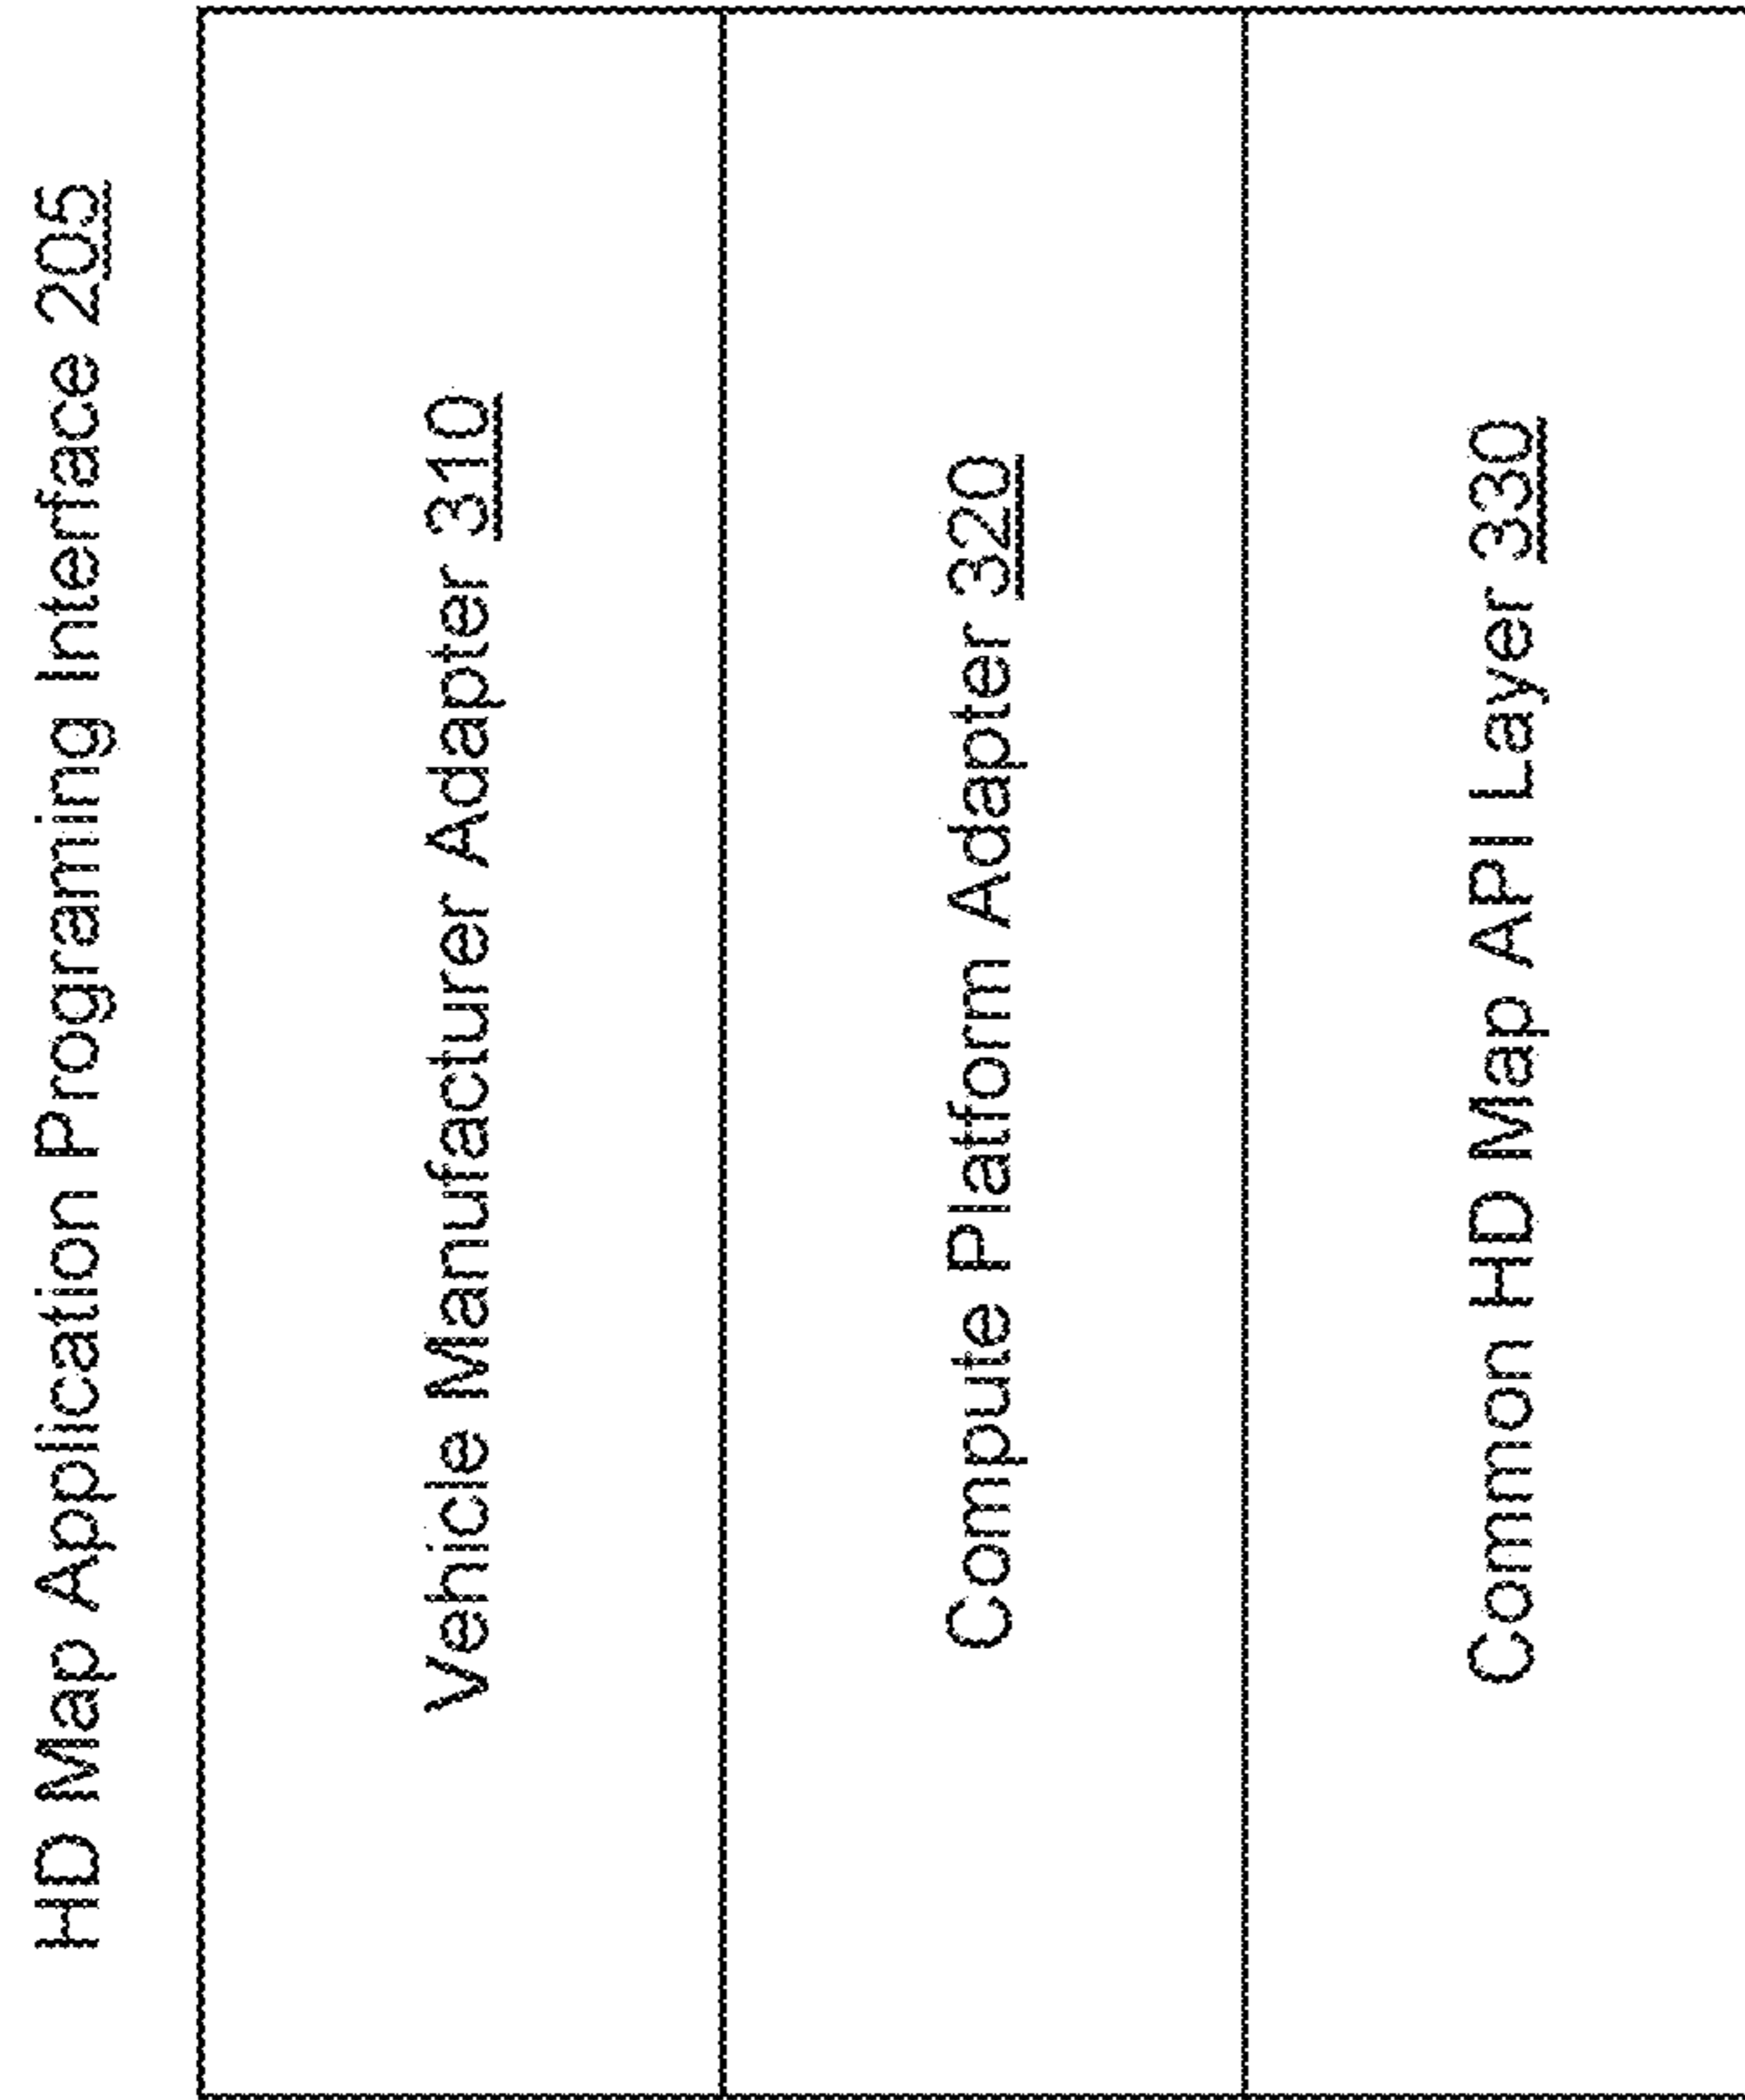 HD Map Application Programing Interface 205
Vehicle Manufacturer Adapter 310
Compute Platform Adapter 320
Common HD Map API Layer 330